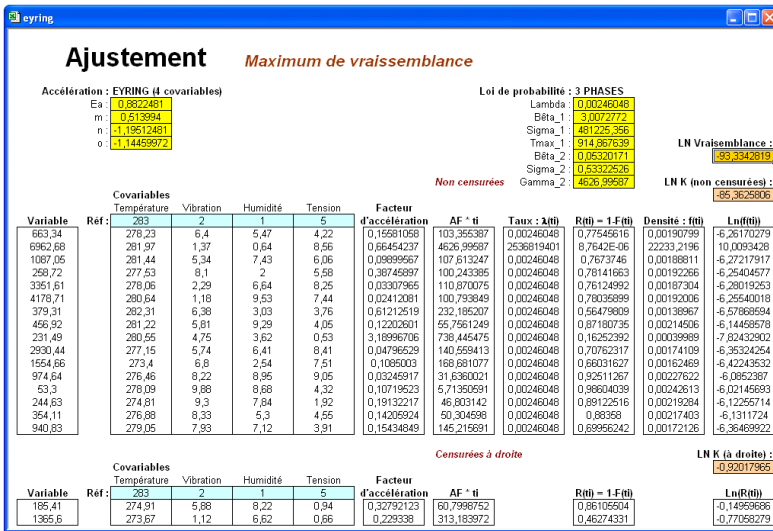 eyring
Ajustement Maximum de vraissemblance
Accélération : EYRING (4 covariables) Loi de probabilité : 3 PHASES
Ea : 0,8822481 Lambda : 0,00246048
m : 0,513994 Bêta_1 : 3,0072772
n : -1,19512481 Sigma_1 : 481225,356
o : -1,14459972 Tmax_1 : 914,867639 LN Vraisemblance :
Bêta_2 : 0,05320171 -93,3342819
Sigma_2 : 0,53322526
Non censurées Gamma_2 : 4626,99587 LN K (non censurées) :
Covariables -85,3625806
Température Vibration Humidité Tension Facteur
Variable Réf : 283 2 1 5 d'accélération AF * ti Taux : λ(ti) R(ti) = 1-F(ti) Densité : f(ti) Ln(f(ti))
663,34 278,23 6,4 5,47 4,22 0,15581058 103,355387 0,00246048 0,77545616 0,00190799 -6,26170279
6962,68 281,97 1,37 0,64 8,56 0,66454237 4626,99587 2536819401 8,7642E-06 22233,2196 10,0093428
1087,05 281,44 5,34 7,43 6,06 0,09899567 107,613247 0,00246048 0,7673746 0,00188811 -6,27217917
258,72 277,53 8,1 2 5,58 0,38745897 100,243385 0,00246048 0,78141663 0,00192266 -6,25404577
3351,61 278,06 2,29 6,64 8,25 0,03307965 110,870075 0,00246048 0,76124992 0,00187304 -6,28019253
4178,71 280,64 1,18 9,53 7,44 0,02412081 100,793849 0,00246048 0,78035899 0,00192006 -6,25540018
379,31 282,31 6,38 3,03 3,76 0,61212519 232,185207 0,00246048 0,56479809 0,00138967 -6,57868594
456,92 281,22 5,81 9,29 4,05 0,12202601 55,7561249 0,00246048 0,87180735 0,00214506 -6,14458578
231,49 280,55 4,75 3,62 0,53 3,18996706 738,445475 0,00246048 0,16252392 0,00039989 -7,82432902
2930,44 277,15 5,74 6,41 8,41 0,04796529 140,559413 0,00246048 0,70762317 0,00174109 -6,35324254
1554,66 273,4 6,8 2,54 7,51 0,1085003 168,681077 0,00246048 0,66031627 0,00162469 -6,42243532
974,64 276,46 8,22 8,95 9,05 0,03245917 31,6360021 0,00246048 0,92511267 0,00227622 -6,0852387
53,3 278,09 9,88 8,68 4,32 0,10719523 5,71350591 0,00246048 0,98604039 0,00242613 -6,02145693
244,63 274,81 9,3 7,84 1,92 0,19132217 46,803142 0,00246048 0,89122516 0,00219284 -6,12255714
354,11 276,88 8,33 5,3 4,55 0,14205924 50,304598 0,00246048 0,88358 0,00217403 -6,1311724
940,83 279,05 7,93 7,12 3,91 0,15434849 145,215691 0,00246048 0,69956242 0,00172126 -6,36469922
Censurées à droite LN K (à droite) :
Covariables -0,92017965
Température Vibration Humidité Tension Facteur
Variable Réf : 283 2 1 5 d'accélération AF * ti R(ti) = 1-F(ti) Ln(R(ti))
185,41 274,91 5,88 8,22 0,94 0,32792123 60,7998752 0,86105504 -0,14959686
1365,6 273,67 1,12 6,62 0,66 0,229338 313,183972 0,46274331 -0,77058279